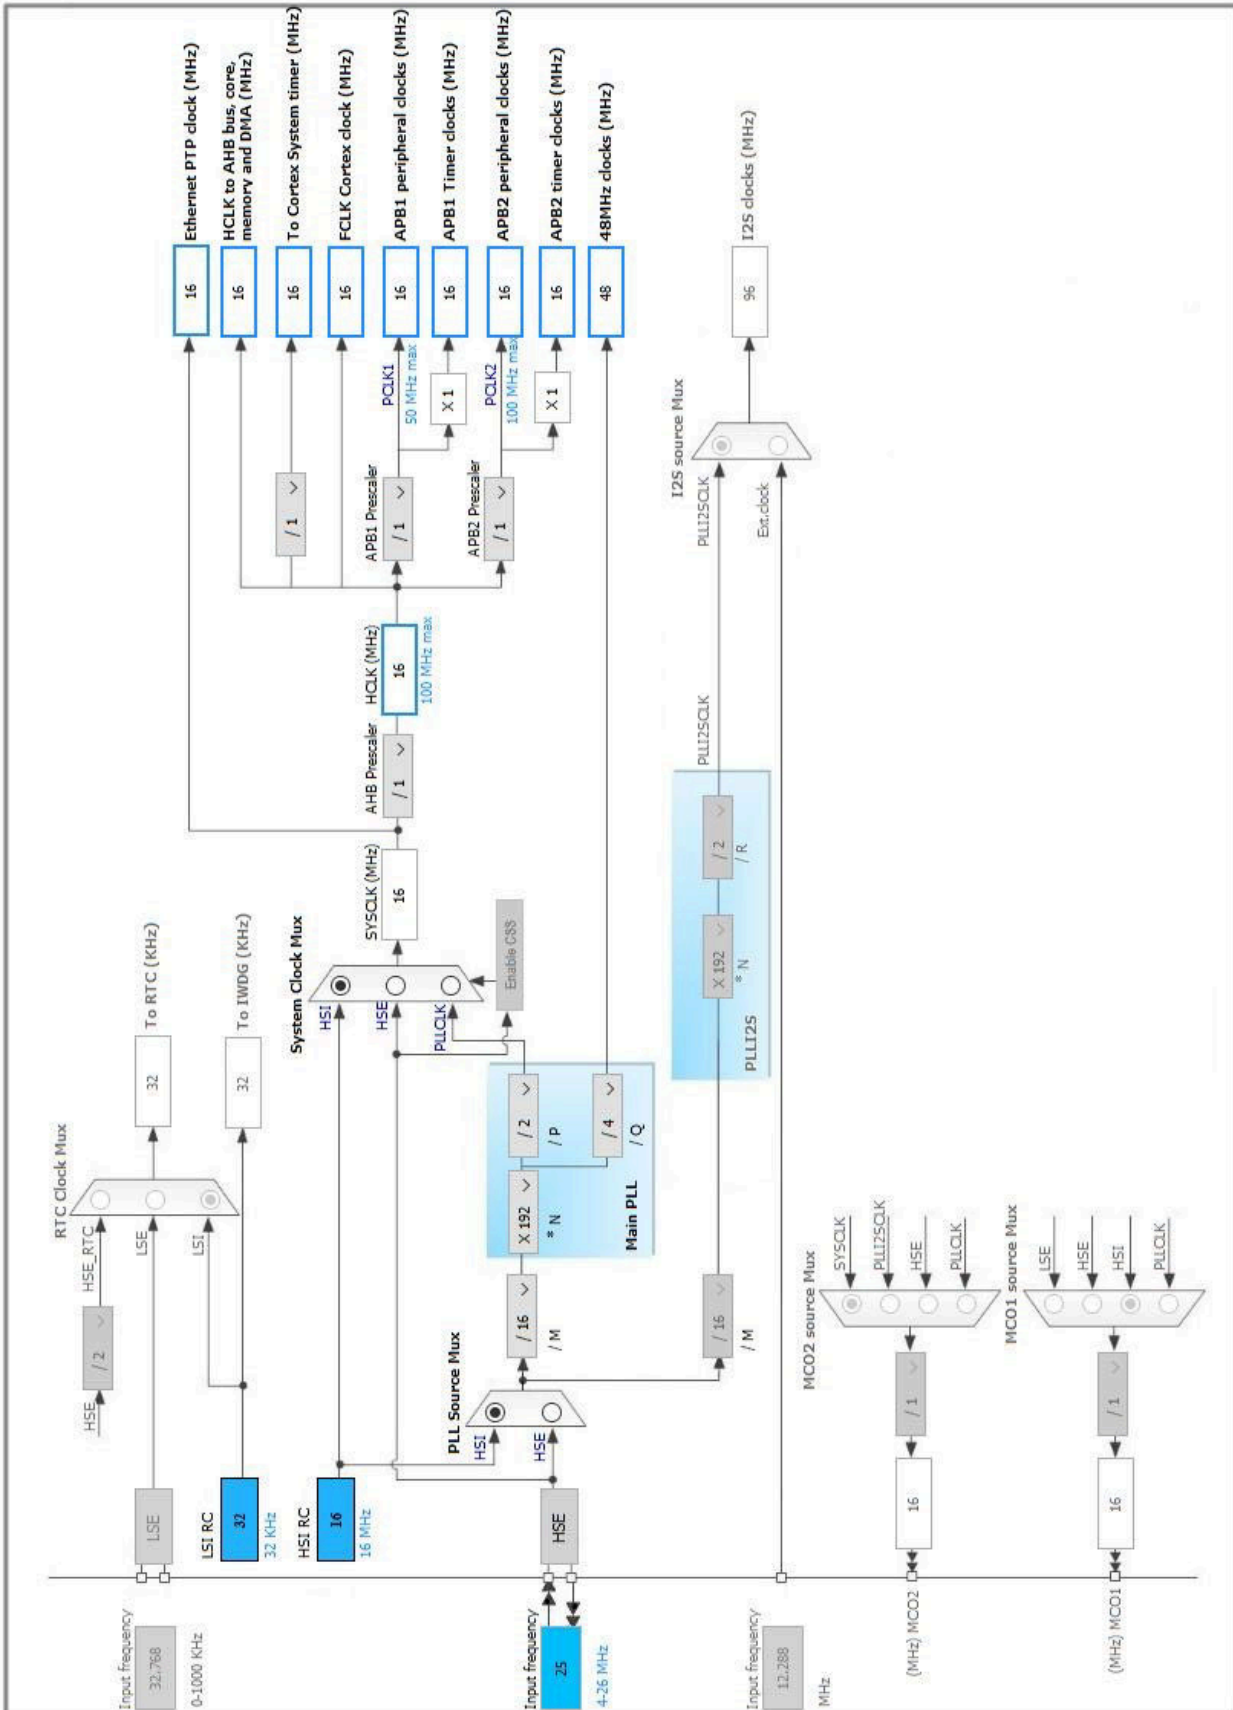 Input frequency
32.768
0-1000 KHz
LSE
LSI RC
32
32 KHz
HSI RC
16
16 MHz
Input frequency
25
4-26 MHz
HSE
Input frequency
12.288
MHz
HSE
/ 2
HSE_RTC
LSE
LSI
RTC Clock Mux
32
To RTC (KHz)
32
To IWDG (KHz)
PLL Source Mux
HSI
HSE
/ 16
/ M
X 192
* N
/ 2
/ P
/ 4
/ Q
Main PLL
System Clock Mux
HSI
HSE
PLLCLK
Enable CSS
SYSCLK (MHz)
16
AHB Prescaler
/ 1
HCLK (MHz)
16
100 MHz max
/ 1
APB1 Prescaler
/ 1
PCLK1
50 MHz max
X 1
APB2 Prescaler
/ 1
PCLK2
100 MHz max
X 1
16
Ethernet PTP clock (MHz)
16
HCLK to AHB bus, core,
memory and DMA (MHz)
16
To Cortex System timer (MHz)
16
FCLK Cortex clock (MHz)
16
APB1 peripheral clocks (MHz)
16
APB1 Timer clocks (MHz)
16
APB2 peripheral clocks (MHz)
16
APB2 timer clocks (MHz)
48
48MHz clocks (MHz)
/ 16
/ M
X 192
* N
/ 2
/ R
PLLI2S
PLLI2SCLK
PLLI2SCLK
Ext.clock
I2S source Mux
96
I2S clocks (MHz)
MCO2 source Mux
SYSCLK
PLLI2SCLK
HSE
PLLCLK
/ 1
16
(MHz) MCO2
MCO1 source Mux
LSE
HSE
HSI
PLLCLK
/ 1
16
(MHz) MCO1